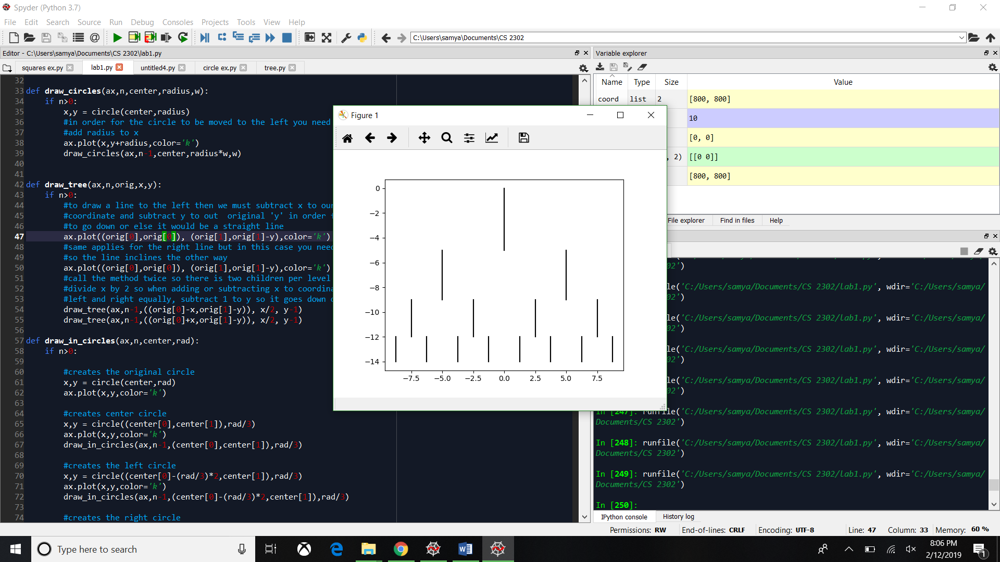 Spyder (Python 3.7)
File Edit Search Source Run Debug Consoles Projects Tools View Help
C:\Users\samya\Documents\CS 2302
Editor - C:\Users\samya\Documents\CS 2302\lab1.py
squares ex.py lab1.py untitled4.py circle ex.py tree.py
32
33 def draw_circles(ax,n,center,radius,w):
34 if n>0:
35 x,y = circle(center,radius)
36 #in order for the circle to be moved to the left you need
37 #add radius to x
38 ax.plot(x,y+radius,color='k')
39 draw_circles(ax,n-1,center,radius*w,w)
40
41
42 def draw_tree(ax,n,orig,x,y):
43 if n>0:
44 #to draw a line to the left then we must subtract x to our
45 #coordinate and subtract y to out  original 'y' in order
46 #to go down or else it would be a straight line
47 ax.plot((orig[0],orig[0]), (orig[1],orig[1]-y),color='k')
48 #same applies for the right line but in this case you need
49 #so the line inclines the other way
50 ax.plot((orig[0],orig[0]), (orig[1],orig[1]-y),color='k')
51 #call the method twice so there is two children per level
52 #divide x by 2 so when adding or subtracting x to coordina
53 #left and right equally, subtract 1 to y so it goes down
54 draw_tree(ax,n-1,((orig[0]-x,orig[1]-y)), x/2, y-1)
55 draw_tree(ax,n-1,((orig[0]+x,orig[1]-y)), x/2, y-1)
56
57 def draw_in_circles(ax,n,center,rad):
58 if n>0:
59
60 #creates the original circle
61 x,y = circle(center,rad)
62 ax.plot(x,y,color='k')
63
64 #creates center circle
65 x,y = circle((center[0],center[1]),rad/3)
66 ax.plot(x,y,color='k')
67 draw_in_circles(ax,n-1,(center[0],center[1]),rad/3)
68
69 #creates the left circle
70 x,y = circle((center[0]-(rad/3)*2,center[1]),rad/3)
71 ax.plot(x,y,color='k')
72 draw_in_circles(ax,n-1,(center[0]-(rad/3)*2,center[1]),rad/3)
73
74 #creates the right circle
Figure 1
0
−2
−4
−6
−8
−10
−12
−14
−7.5 −5.0 −2.5 0.0 2.5 5.0 7.5
Variable explorer
Name Type Size Value
coord list 2 [800, 800]
10
[0, 0]
, 2) [[0 0]]
[800, 800]
File explorer Find in files Help
02')
le('C:/Users/samya/Documents/CS 2302/lab1.py', wdir='C:/Users/samya/
02')
le('C:/Users/samya/Documents/CS 2302/lab1.py', wdir='C:/Users/samya/
02')
le('C:/Users/samya/Documents/CS 2302/lab1.py', wdir='C:/Users/samya/
02')
le('C:/Users/samya/Documents/CS 2302/lab1.py', wdir='C:/Users/samya/
02')
In [247]: runfile('C:/Users/samya/Documents/CS 2302/lab1.py', wdir='C:/Users/samya/
Documents/CS 2302')
In [248]: runfile('C:/Users/samya/Documents/CS 2302/lab1.py', wdir='C:/Users/samya/
Documents/CS 2302')
In [249]: runfile('C:/Users/samya/Documents/CS 2302/lab1.py', wdir='C:/Users/samya/
Documents/CS 2302')
In [250]:
IPython console History log
Permissions: RW End-of-lines: CRLF Encoding: UTF-8 Line: 47 Column: 33 Memory: 60 %
Type here to search
8:06 PM
2/12/2019
1